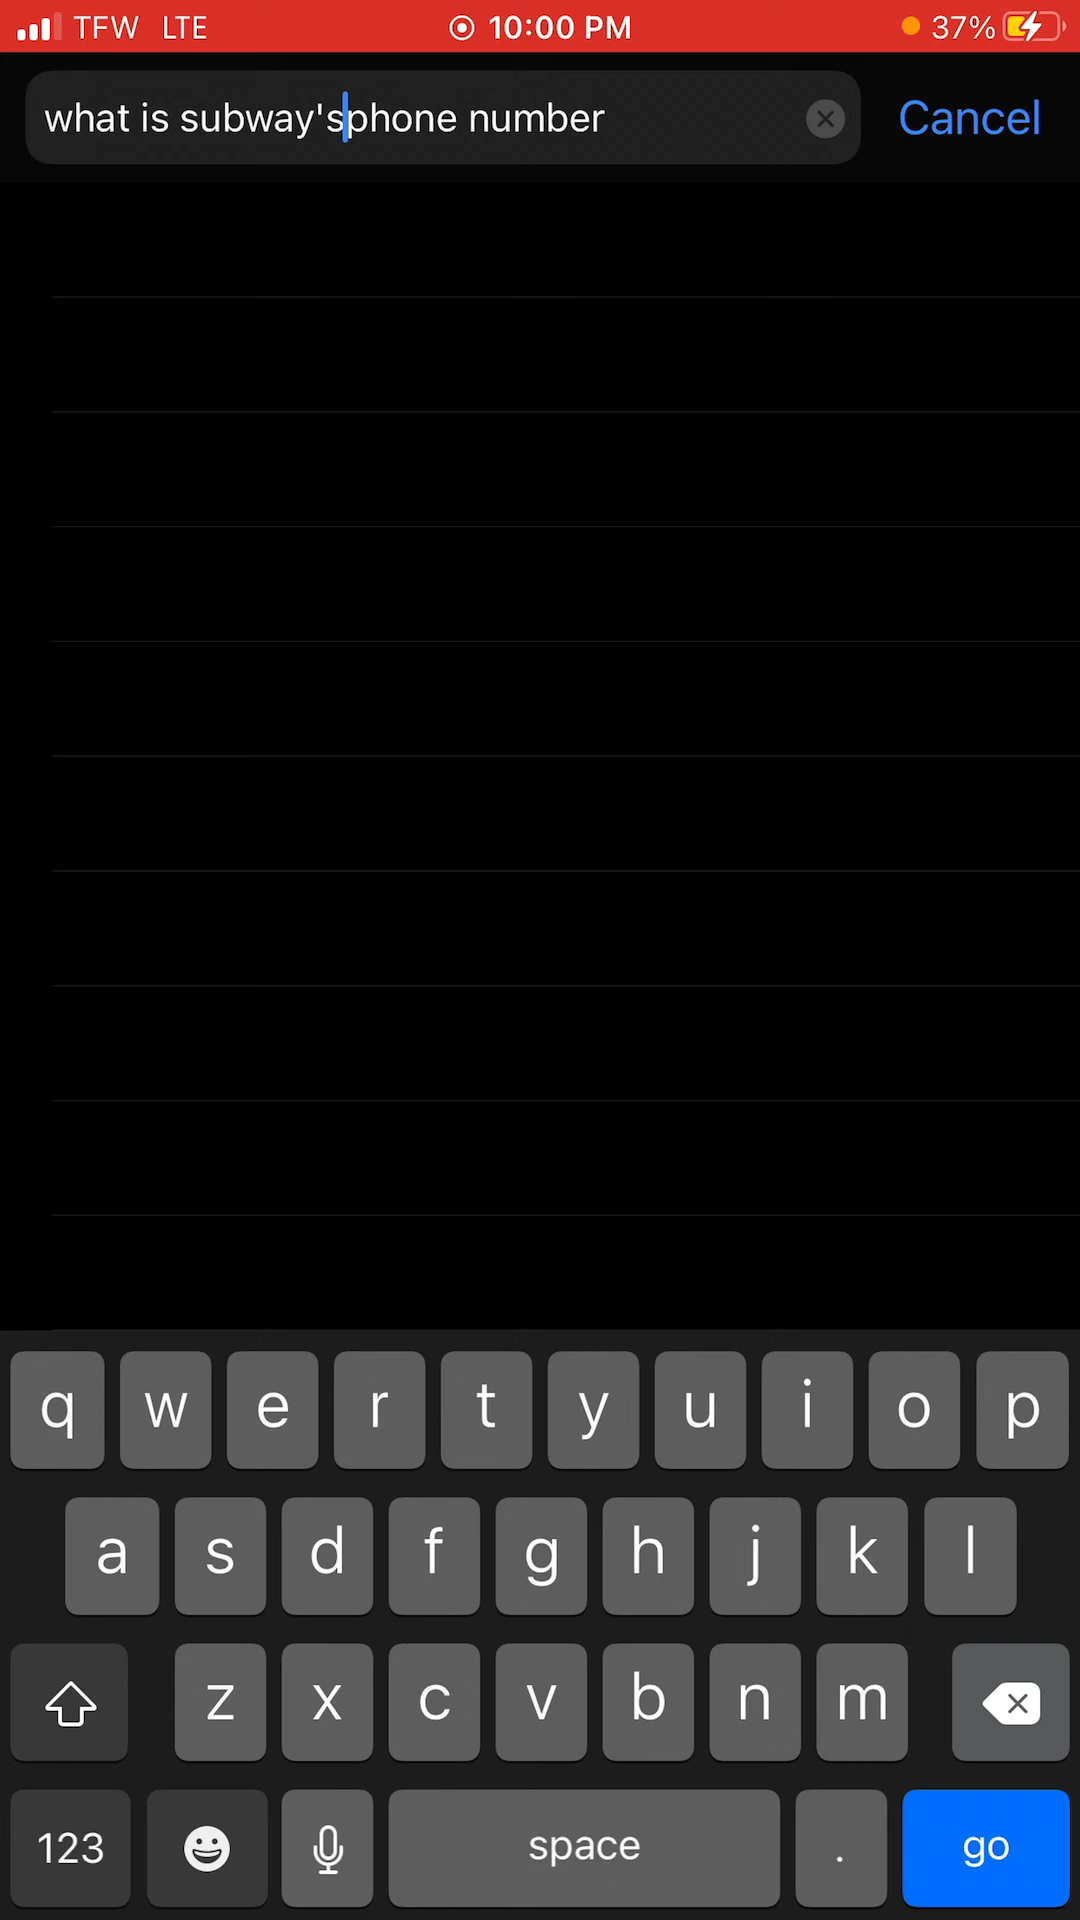 TFW LTE 10:00 PM 37%
what is subway'sphone number Cancel
q w e r t y u i o p
a s d f g h j k l
z x c v b n m
123 space . go